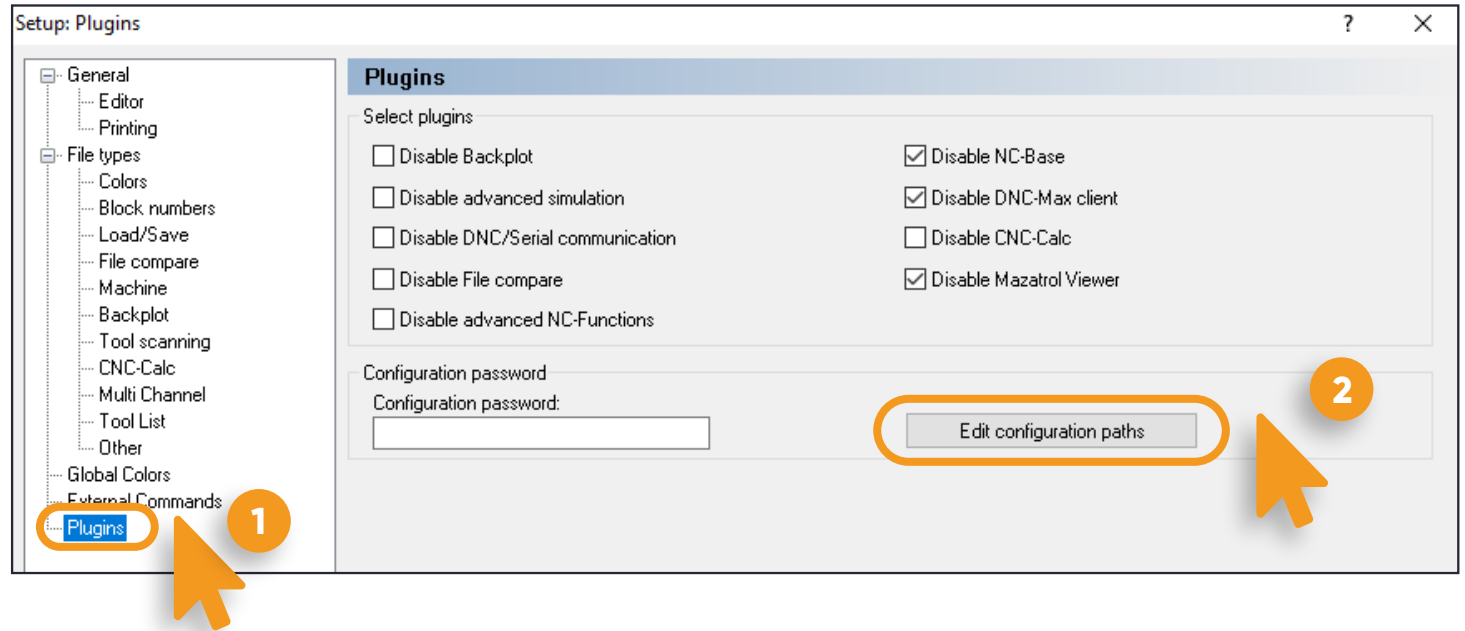 Setup: Plugins
?
General
Editor
Printing
File types
Colors
Block numbers
Load/Save
File compare
Machine
Backplot
Tool scanning
CNC-Calc
Multi Channel
Tool List
Other
Global Colors
External Commands
Plugins
1
Plugins
Select plugins
Disable Backplot
Disable advanced simulation
Disable DNC/Serial communication
Disable File compare
Disable advanced NC-Functions
Disable NC-Base
Disable DNC-Max client
Disable CNC-Calc
Disable Mazatrol Viewer
Configuration password
Configuration password:
Edit configuration paths
2